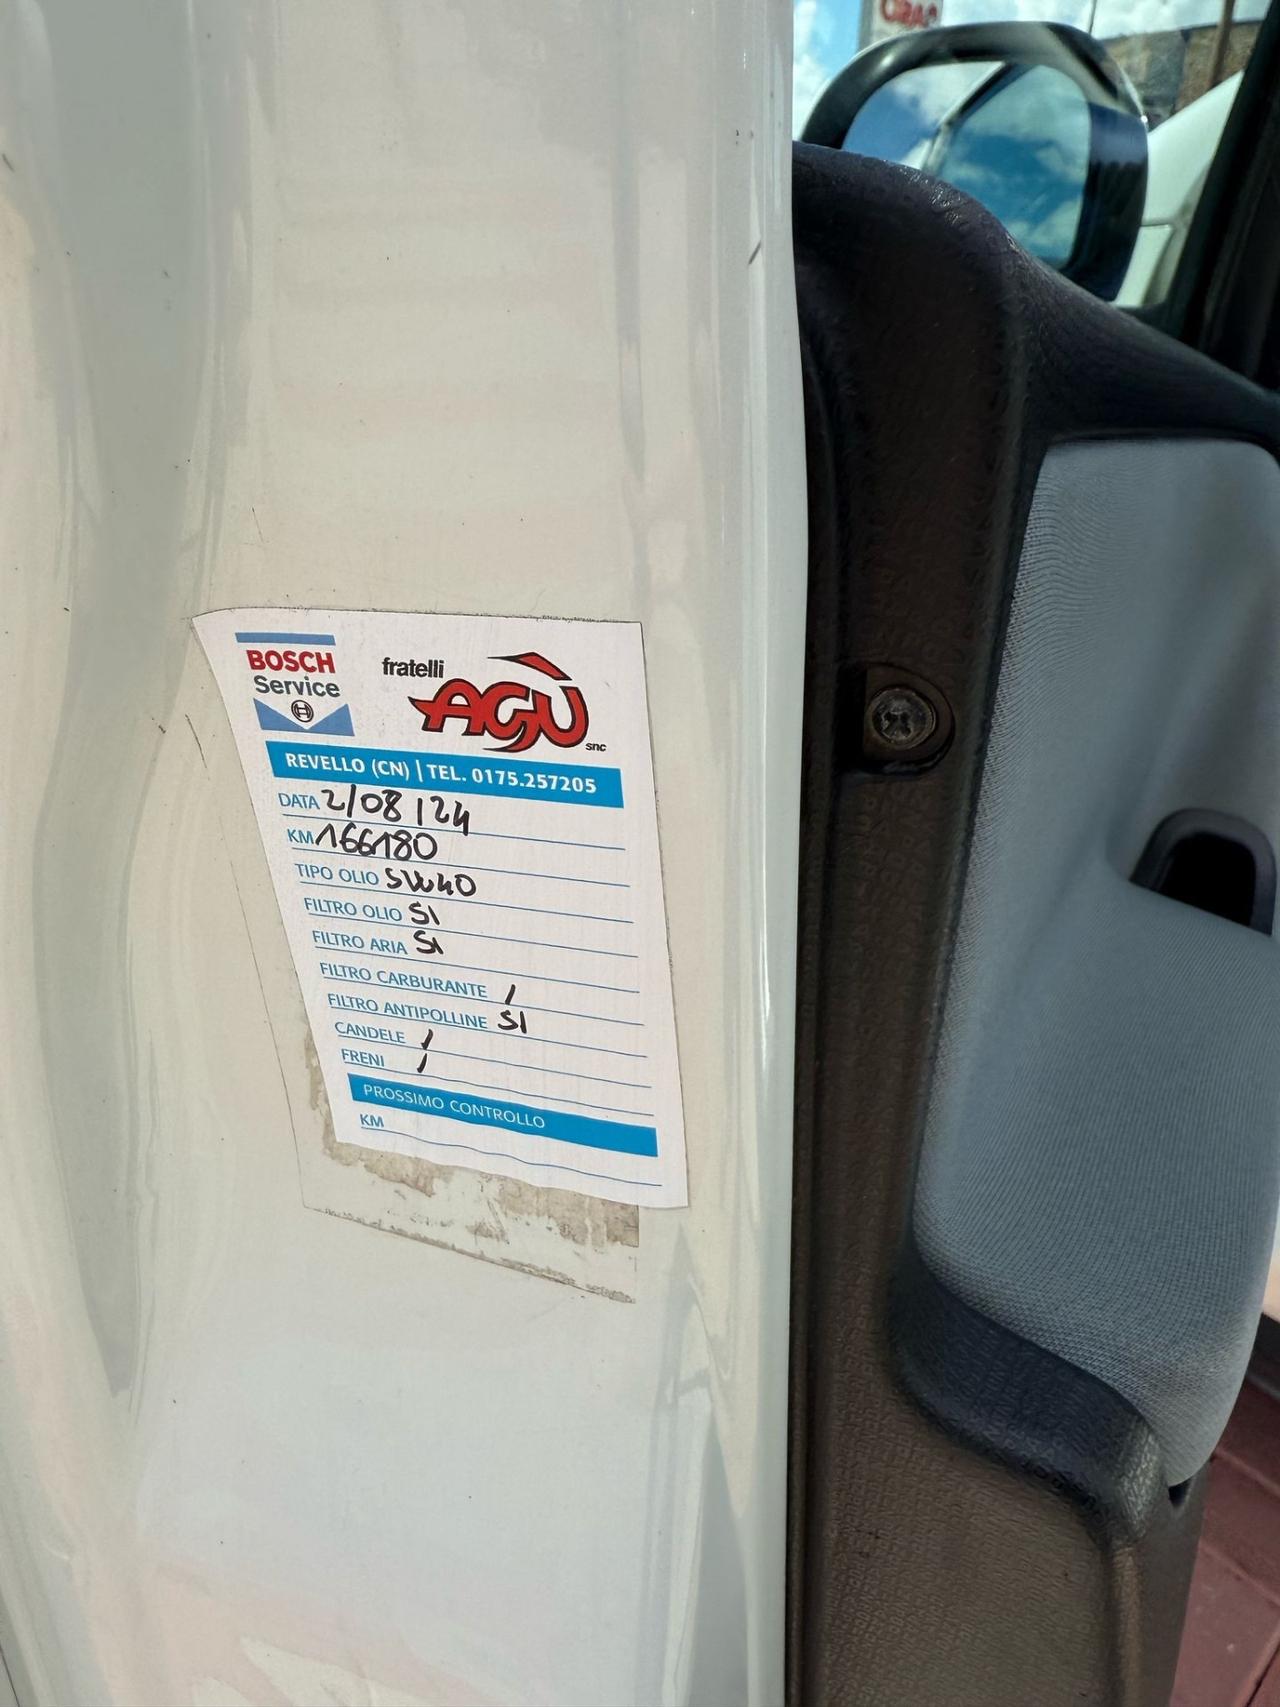 CARG
BOSCH
Service
fratelli
AGÙ
snc
REVELLO (CN) | TEL. 0175.257205
DATA 2/08/24
KM 166180
TIPO OLIO 5W40
FILTRO OLIO SI
FILTRO ARIA SI
FILTRO CARBURANTE /
FILTRO ANTIPOLLINE SI
CANDELE /
FRENI /
PROSSIMO CONTROLLO
KM